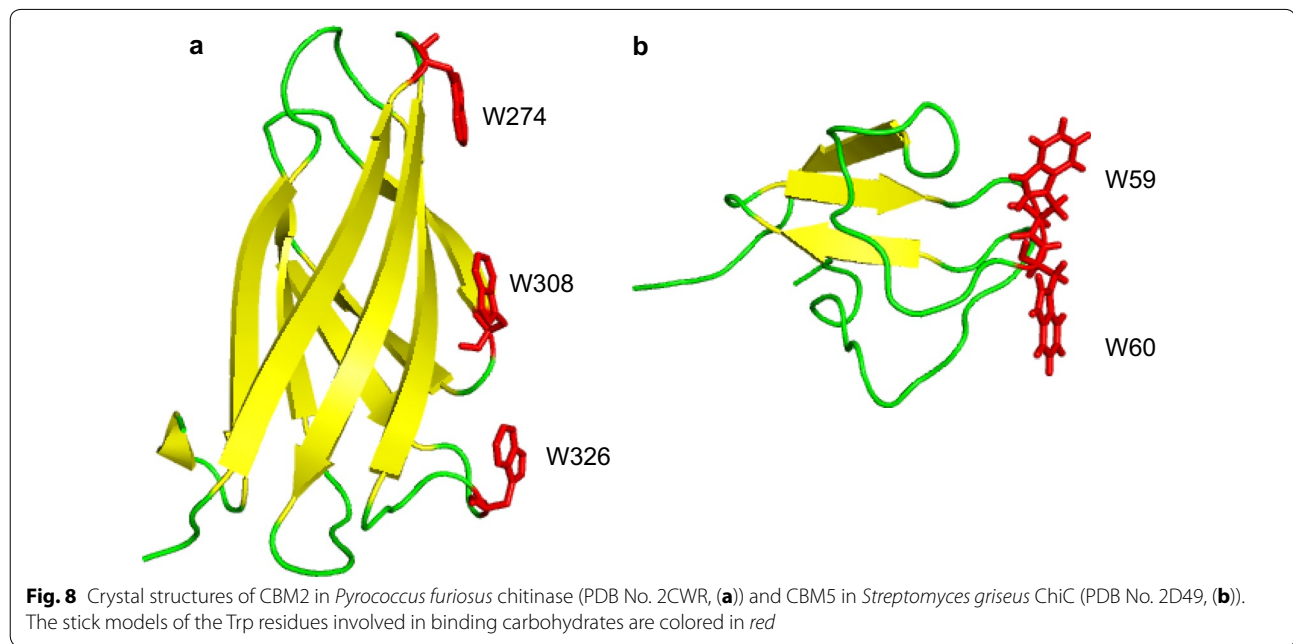 a
b
W274
W59
W308
W60
W326
Fig. 8 Crystal structures of CBM2 in Pyrococcus furiosus chitinase (PDB No. 2CWR, (a)) and CBM5 in Streptomyces griseus ChiC (PDB No. 2D49, (b)).
The stick models of the Trp residues involved in binding carbohydrates are colored in red